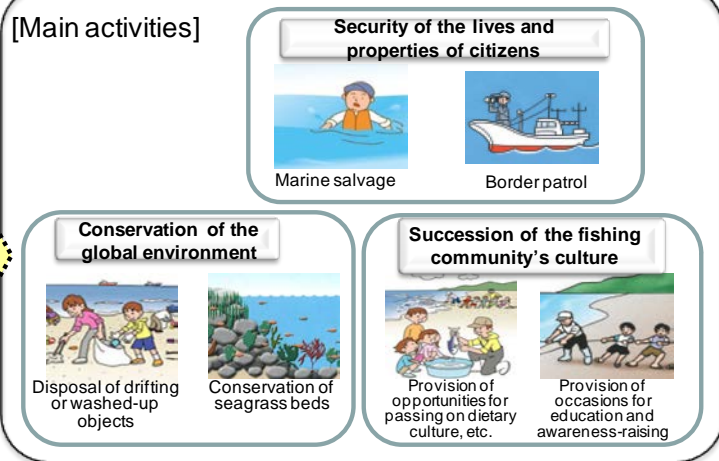 [Main activities]
Security of the lives and
properties of citizens
Marine salvage
Border patrol
Conservation of the
global environment
Disposal of drifting
or washed-up
objects
Conservation of
seagrass beds
Succession of the fishing
community's culture
Provision of
opportunities for
passing on dietary
culture, etc.
Provision of
occasions for
education and
awareness-raising